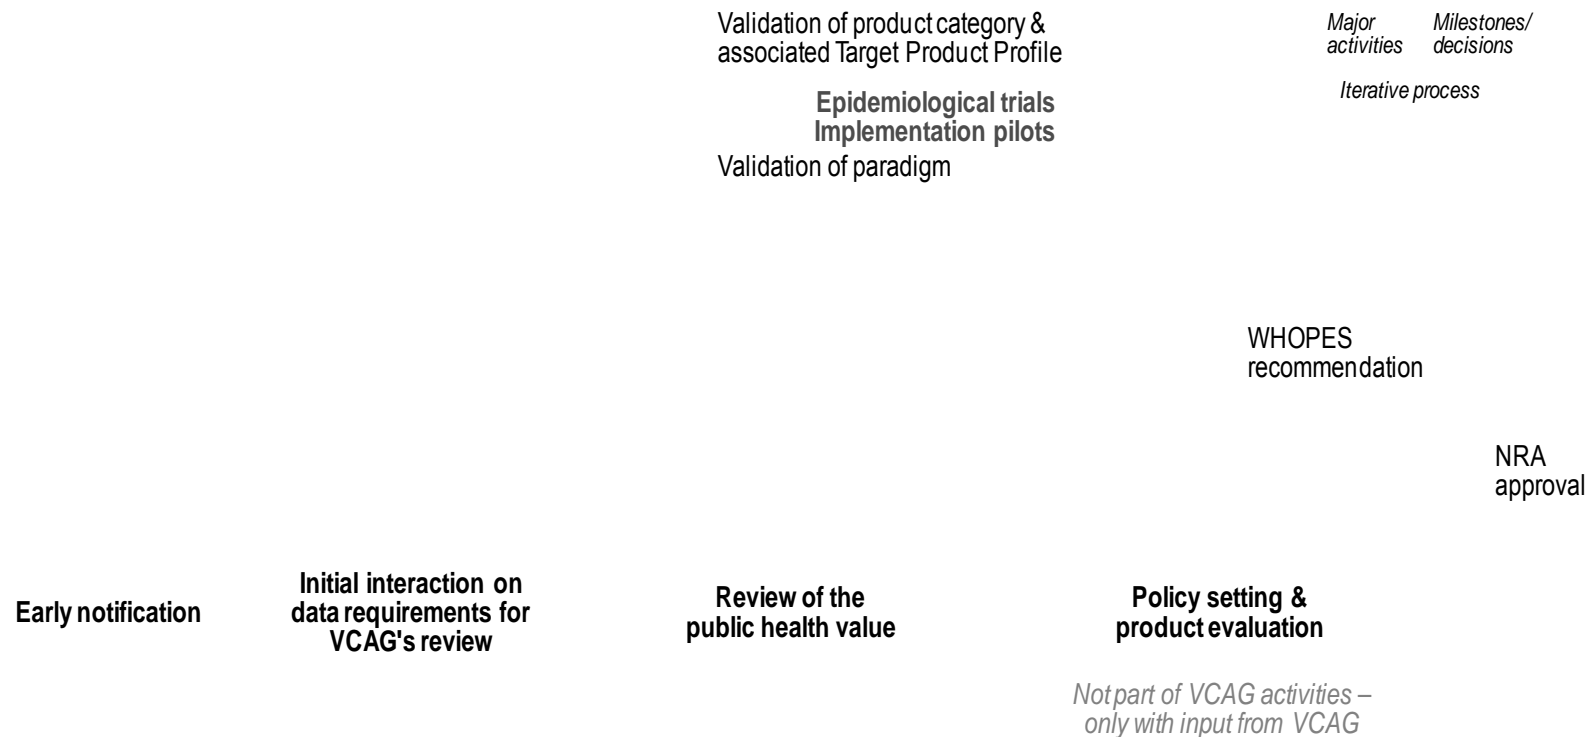 Validation of product category &
associated Target Product Profile
Major
activities
Milestones/
decisions
Iterative process
Epidemiological trials
Implementation pilots
Validation of paradigm
WHOPES
recommendation
NRA
approval
Early notification
Initial interaction on
data requirements for
VCAG's review
Review of the
public health value
Policy setting &
product evaluation
Not part of VCAG activities –
only with input from VCAG